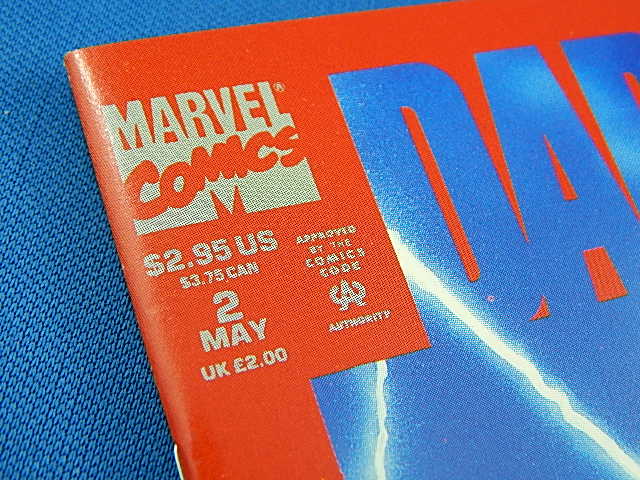 MARVEL®
COMICS
M
$2.95 US
$3.75 CAN
2
MAY
UK £2.00
APPROVED
BY THE
COMICS
CODE
CA
AUTHORITY
DAR